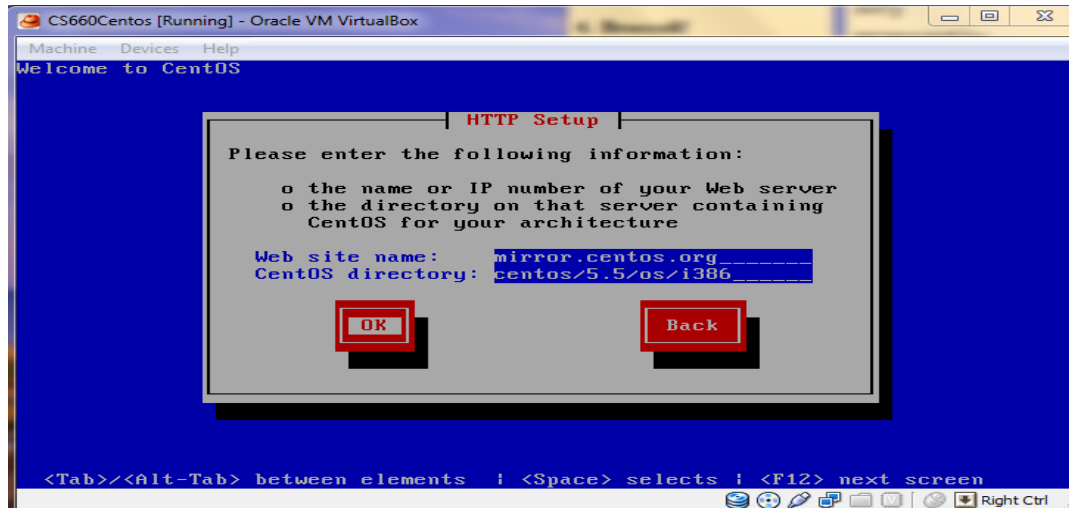 CS660Centos [Running] - Oracle VM VirtualBox
Machine Devices Help
Welcome to CentOS
HTTP Setup
Please enter the following information:
o the name or IP number of your Web server
o the directory on that server containing
CentOS for your architecture
Web site name: mirror.centos.org_______
CentOS directory: centos/5.5/os/i386______
OK Back
<Tab>/<Alt-Tab> between elements | <Space> selects | <F12> next screen
Right Ctrl